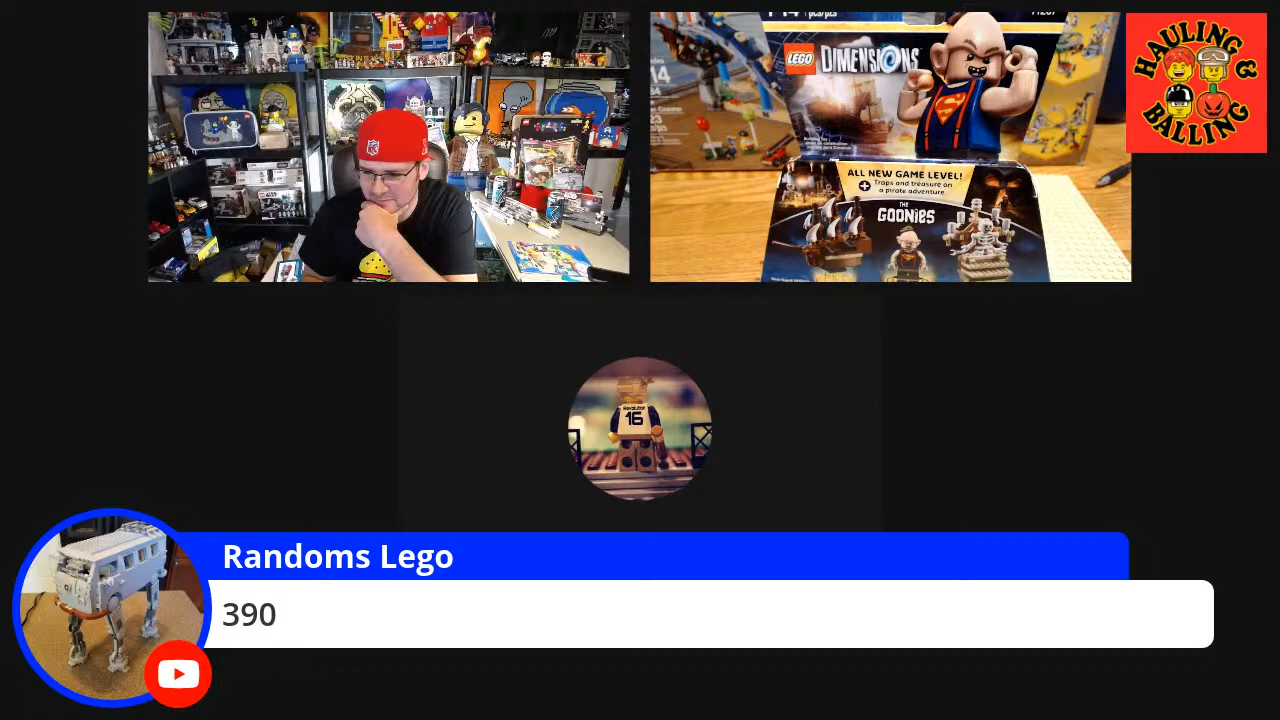 LEGO DIMENSIONS
ALL NEW GAME LEVEL!
+ Traps and treasure on
a pirate adventure.
THE
GOONIES
HAULING &
BALLING
16
Randoms Lego
390